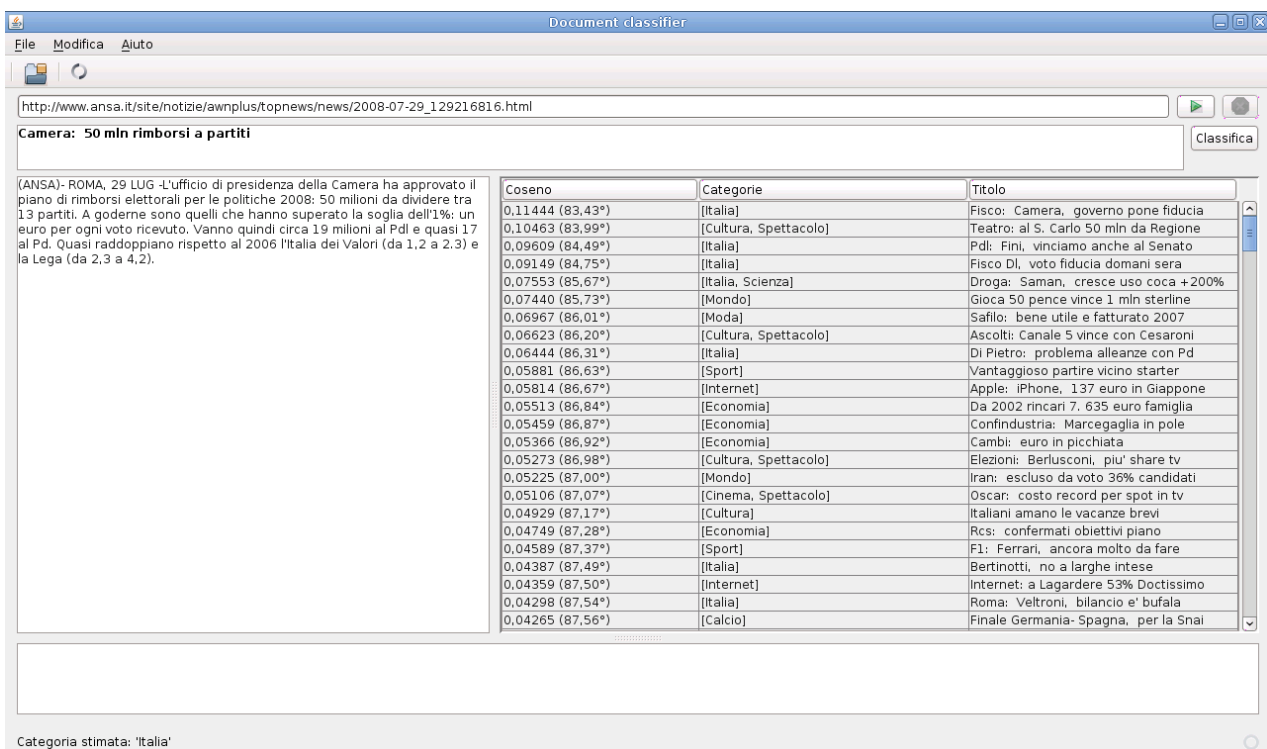 Document classifier
File Modifica Aiuto
http://www.ansa.it/site/notizie/awnplus/topnews/news/2008-07-29_129216816.html
Camera: 50 mln rimborsi a partiti
Classifica
(ANSA)- ROMA, 29 LUG -L'ufficio di presidenza della Camera ha approvato il
piano di rimborsi elettorali per le politiche 2008: 50 milioni da dividere tra
13 partiti. A goderne sono quelli che hanno superato la soglia dell'1%: un
euro per ogni voto ricevuto. Vanno quindi circa 19 milioni al Pdl e quasi 17
al Pd. Quasi raddoppiano rispetto al 2006 l'Italia dei Valori (da 1,2 a 2.3) e
la Lega (da 2,3 a 4,2).
Coseno Categorie Titolo
0,11444 (83,43°) [Italia] Fisco: Camera, governo pone fiducia
0,10463 (83,99°) [Cultura, Spettacolo] Teatro: al S. Carlo 50 mln da Regione
0,09609 (84,49°) [Italia] Pdl: Fini, vinciamo anche al Senato
0,09149 (84,75°) [Italia] Fisco Dl, voto fiducia domani sera
0,07553 (85,67°) [Italia, Scienza] Droga: Saman, cresce uso coca +200%
0,07440 (85,73°) [Mondo] Gioca 50 pence vince 1 mln sterline
0,06967 (86,01°) [Moda] Safilo: bene utile e fatturato 2007
0,06623 (86,20°) [Cultura, Spettacolo] Ascolti: Canale 5 vince con Cesaroni
0,06444 (86,31°) [Italia] Di Pietro: problema alleanze con Pd
0,05881 (86,63°) [Sport] Vantaggioso partire vicino starter
0,05814 (86,67°) [Internet] Apple: iPhone, 137 euro in Giappone
0,05513 (86,84°) [Economia] Da 2002 rincari 7. 635 euro famiglia
0,05459 (86,87°) [Economia] Confindustria: Marcegaglia in pole
0,05366 (86,92°) [Economia] Cambi: euro in picchiata
0,05273 (86,98°) [Cultura, Spettacolo] Elezioni: Berlusconi, piu' share tv
0,05225 (87,00°) [Mondo] Iran: escluso da voto 36% candidati
0,05106 (87,07°) [Cinema, Spettacolo] Oscar: costo record per spot in tv
0,04929 (87,17°) [Cultura] Italiani amano le vacanze brevi
0,04749 (87,28°) [Economia] Rcs: confermati obiettivi piano
0,04589 (87,37°) [Sport] F1: Ferrari, ancora molto da fare
0,04387 (87,49°) [Italia] Bertinotti, no a larghe intese
0,04359 (87,50°) [Internet] Internet: a Lagardere 53% Doctissimo
0,04298 (87,54°) [Italia] Roma: Veltroni, bilancio e' bufala
0,04265 (87,56°) [Calcio] Finale Germania- Spagna, per la Snai
Categoria stimata: 'Italia'